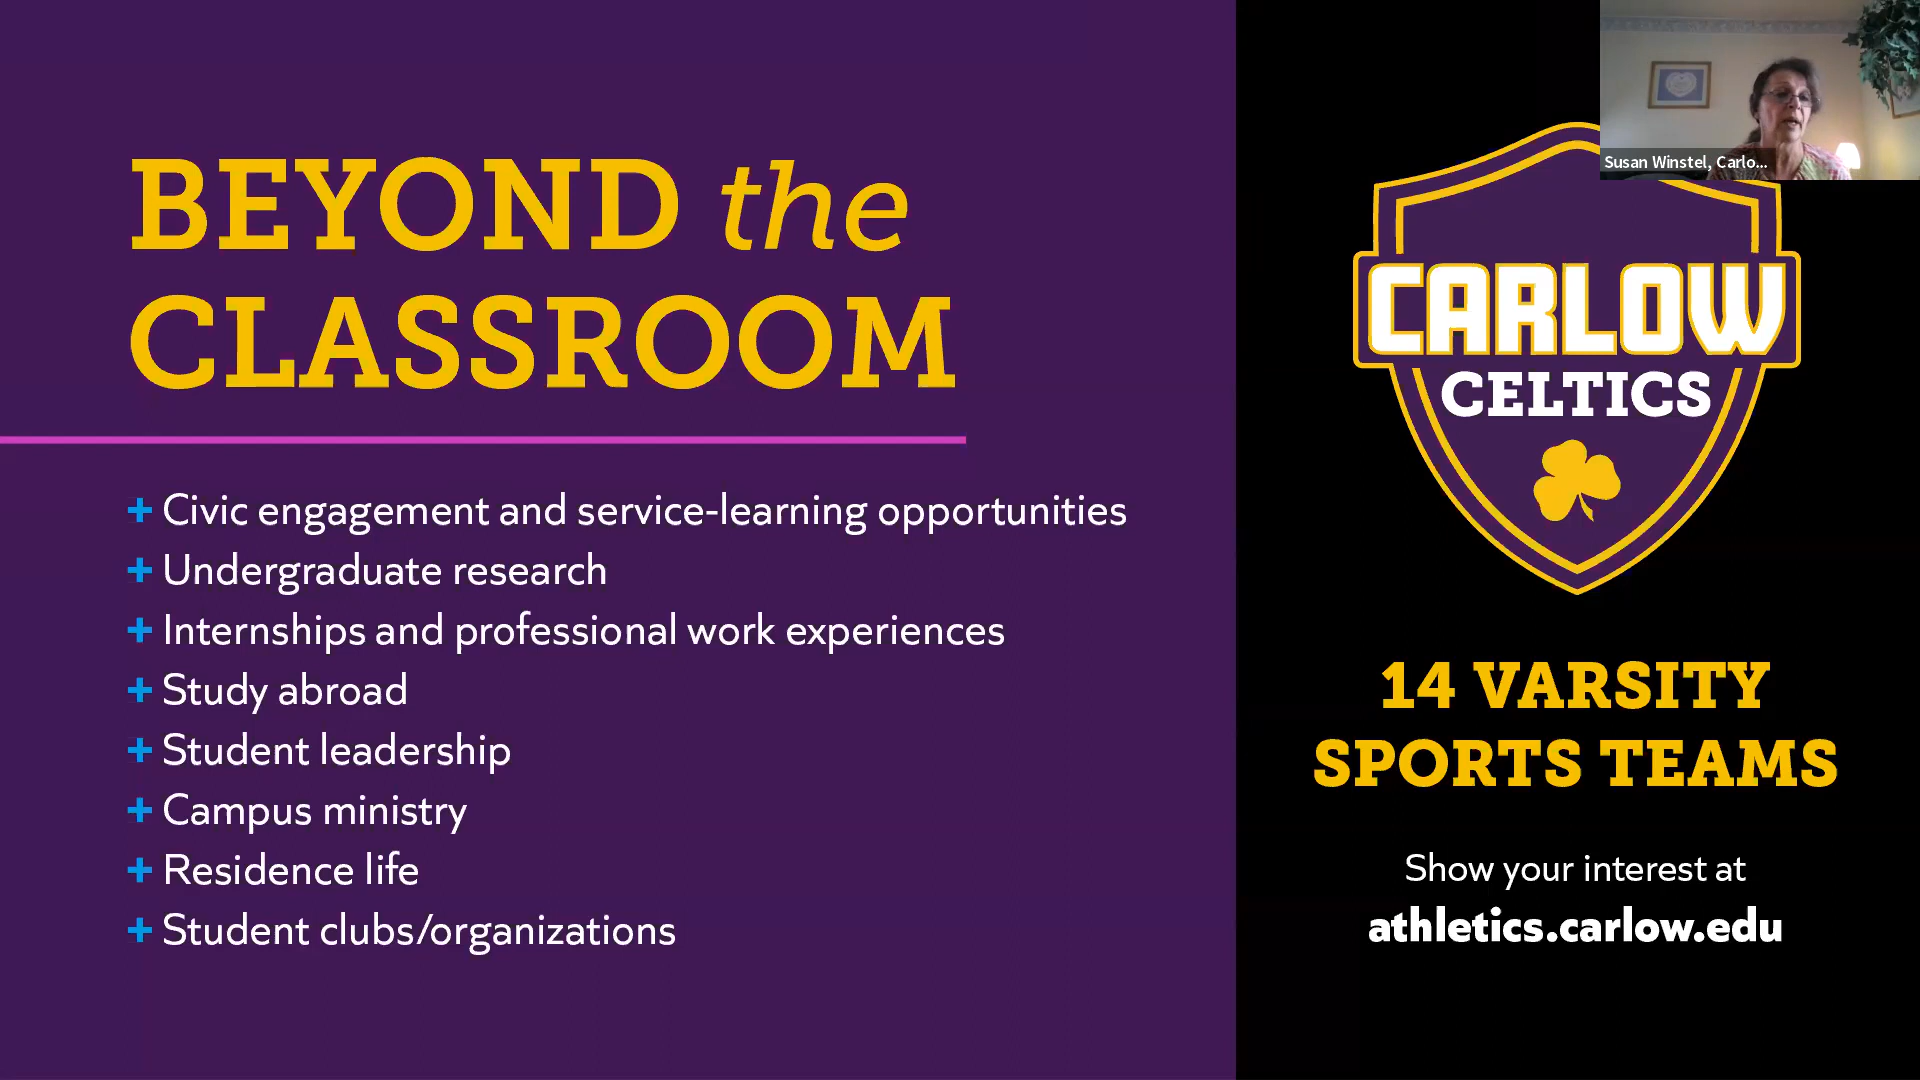 BEYOND the
CLASSROOM
+ Civic engagement and service-learning opportunities
+ Undergraduate research
+ Internships and professional work experiences
+ Study abroad
+ Student leadership
+ Campus ministry
+ Residence life
+ Student clubs/organizations
Susan Winstel, Carlo...
CARLOW
CELTICS
14 VARSITY
SPORTS TEAMS
Show your interest at
athletics.carlow.edu